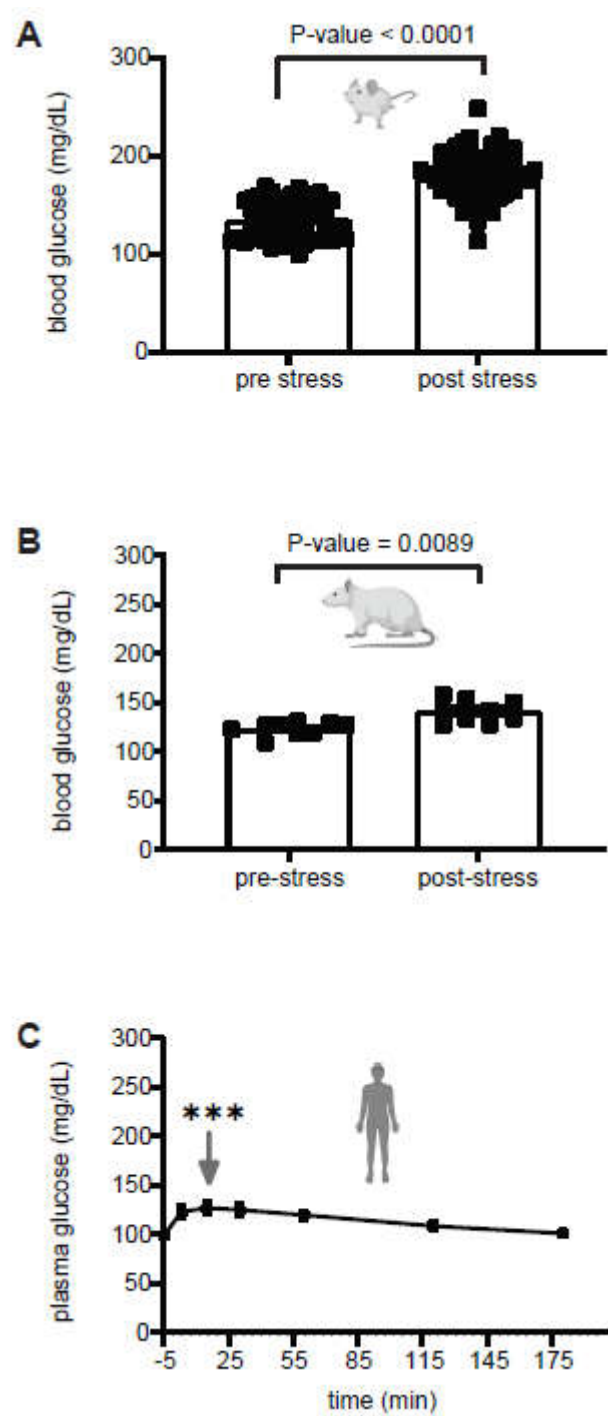 A
P-value < 0.0001
blood glucose (mg/dL)
300
200
100
0
pre stress post stress
B
P-value = 0.0089
blood glucose (mg/dL)
300
250
200
150
100
50
0
pre-stress post-stress
C
plasma glucose (mg/dL)
300
250
200
150
100
50
0
***
-5 25 55 85 115 145 175
time (min)